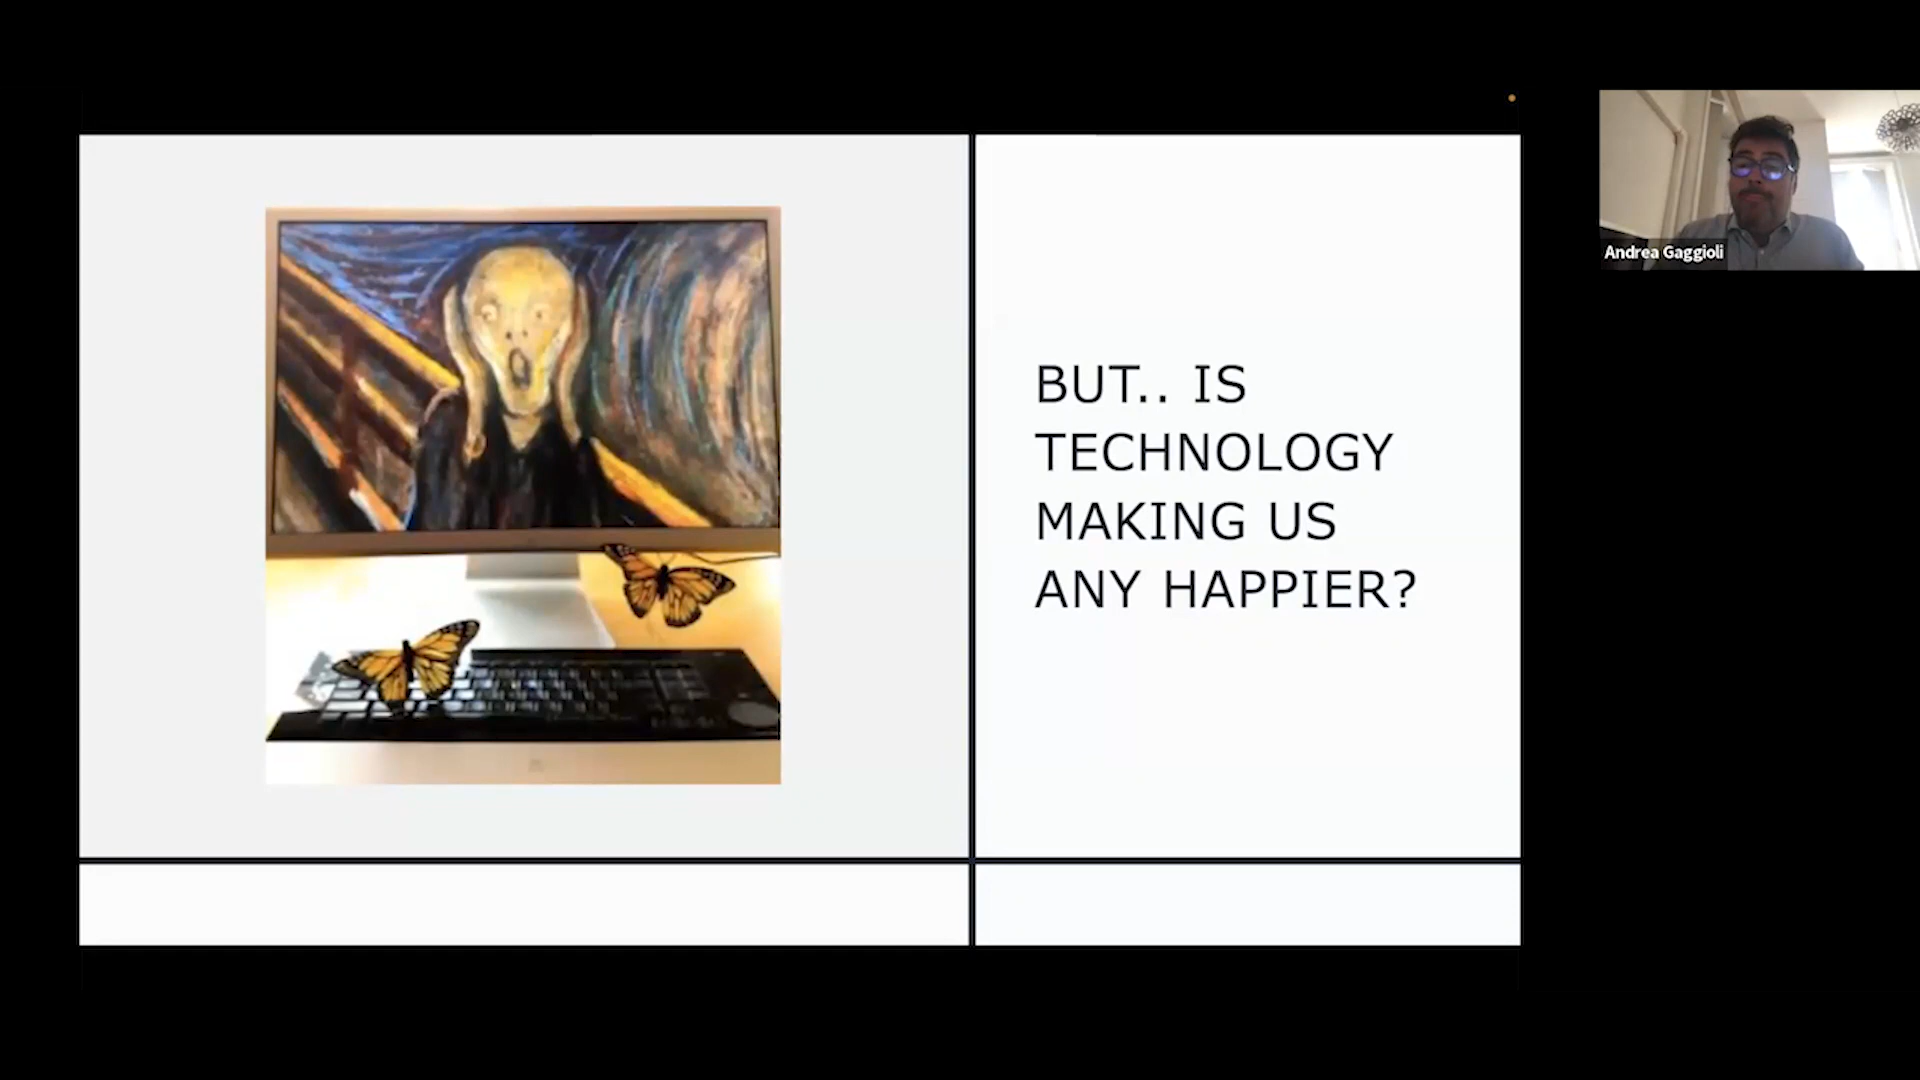 BUT.. IS
TECHNOLOGY
MAKING US
ANY HAPPIER?
Andrea Gaggioli